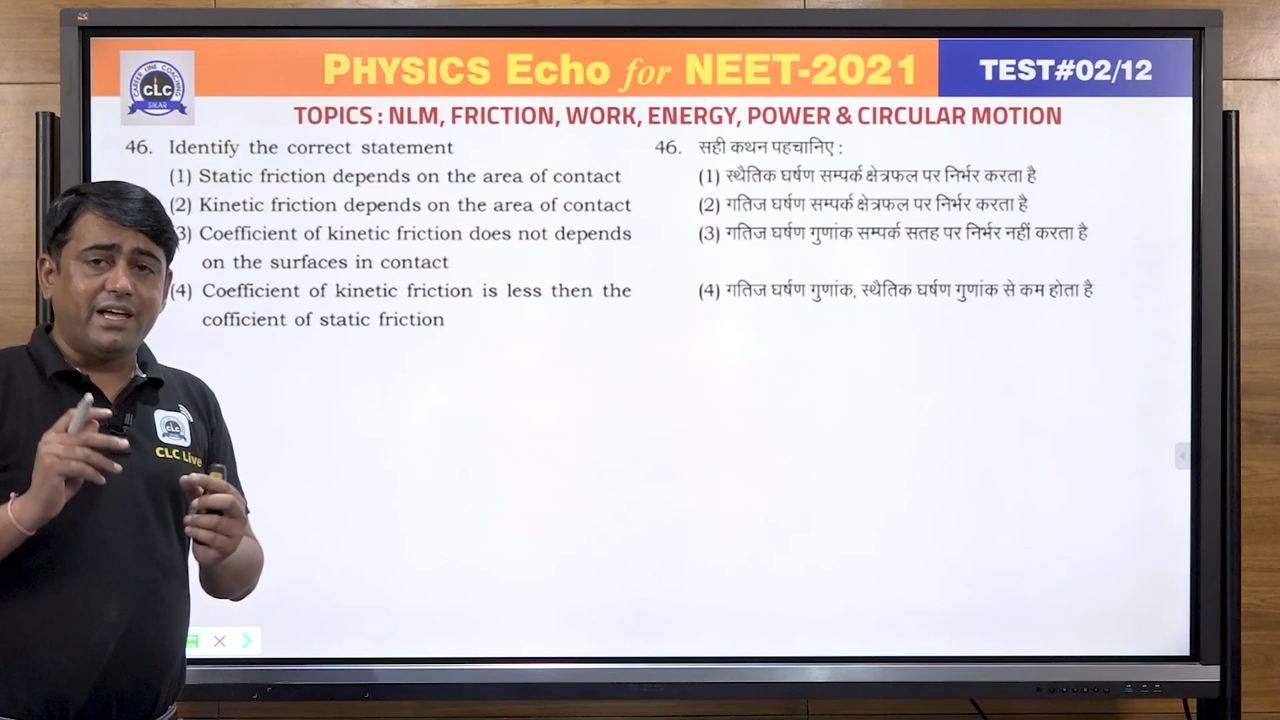 PHYSICS Echo for NEET-2021
TEST#02/12
CAREER LINE COACHING
CLC
SIKAR
TOPICS : NLM, FRICTION, WORK, ENERGY, POWER & CIRCULAR MOTION
46. Identify the correct statement
(1) Static friction depends on the area of contact
(2) Kinetic friction depends on the area of contact
3) Coefficient of kinetic friction does not depends
on the surfaces in contact
(4) Coefficient of kinetic friction is less then the
cofficient of static friction
46. सही कथन पहचानिए :
(1) स्थैतिक घर्षण सम्पर्क क्षेत्रफल पर निर्भर करता है
(2) गतिज घर्षण सम्पर्क क्षेत्रफल पर निर्भर करता है
(3) गतिज घर्षण गुणांक सम्पर्क सतह पर निर्भर नहीं करता है
(4) गतिज घर्षण गुणांक, स्थैतिक घर्षण गुणांक से कम होता है
CLC
CLC Live